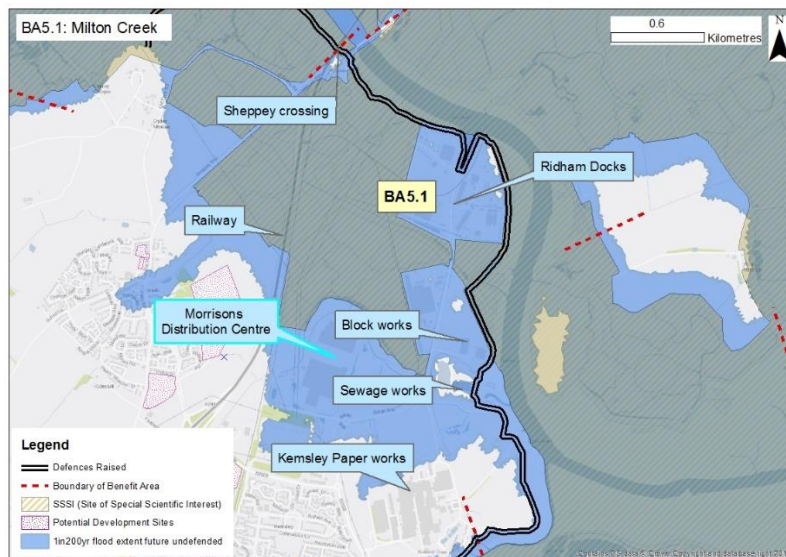 BA5.1: Milton Creek
0.6
Kilometres
N
Sheppey crossing
Ridham Docks
BA5.1
Railway
Morrisons
Distribution Centre
Block works
Sewage works
Kemsley Paper works
Legend
Defences Raised
Boundary of Benefit Area
SSSI (Site of Special Scientific Interest)
Potential Development Sites
1in200yr flood extent future undefended